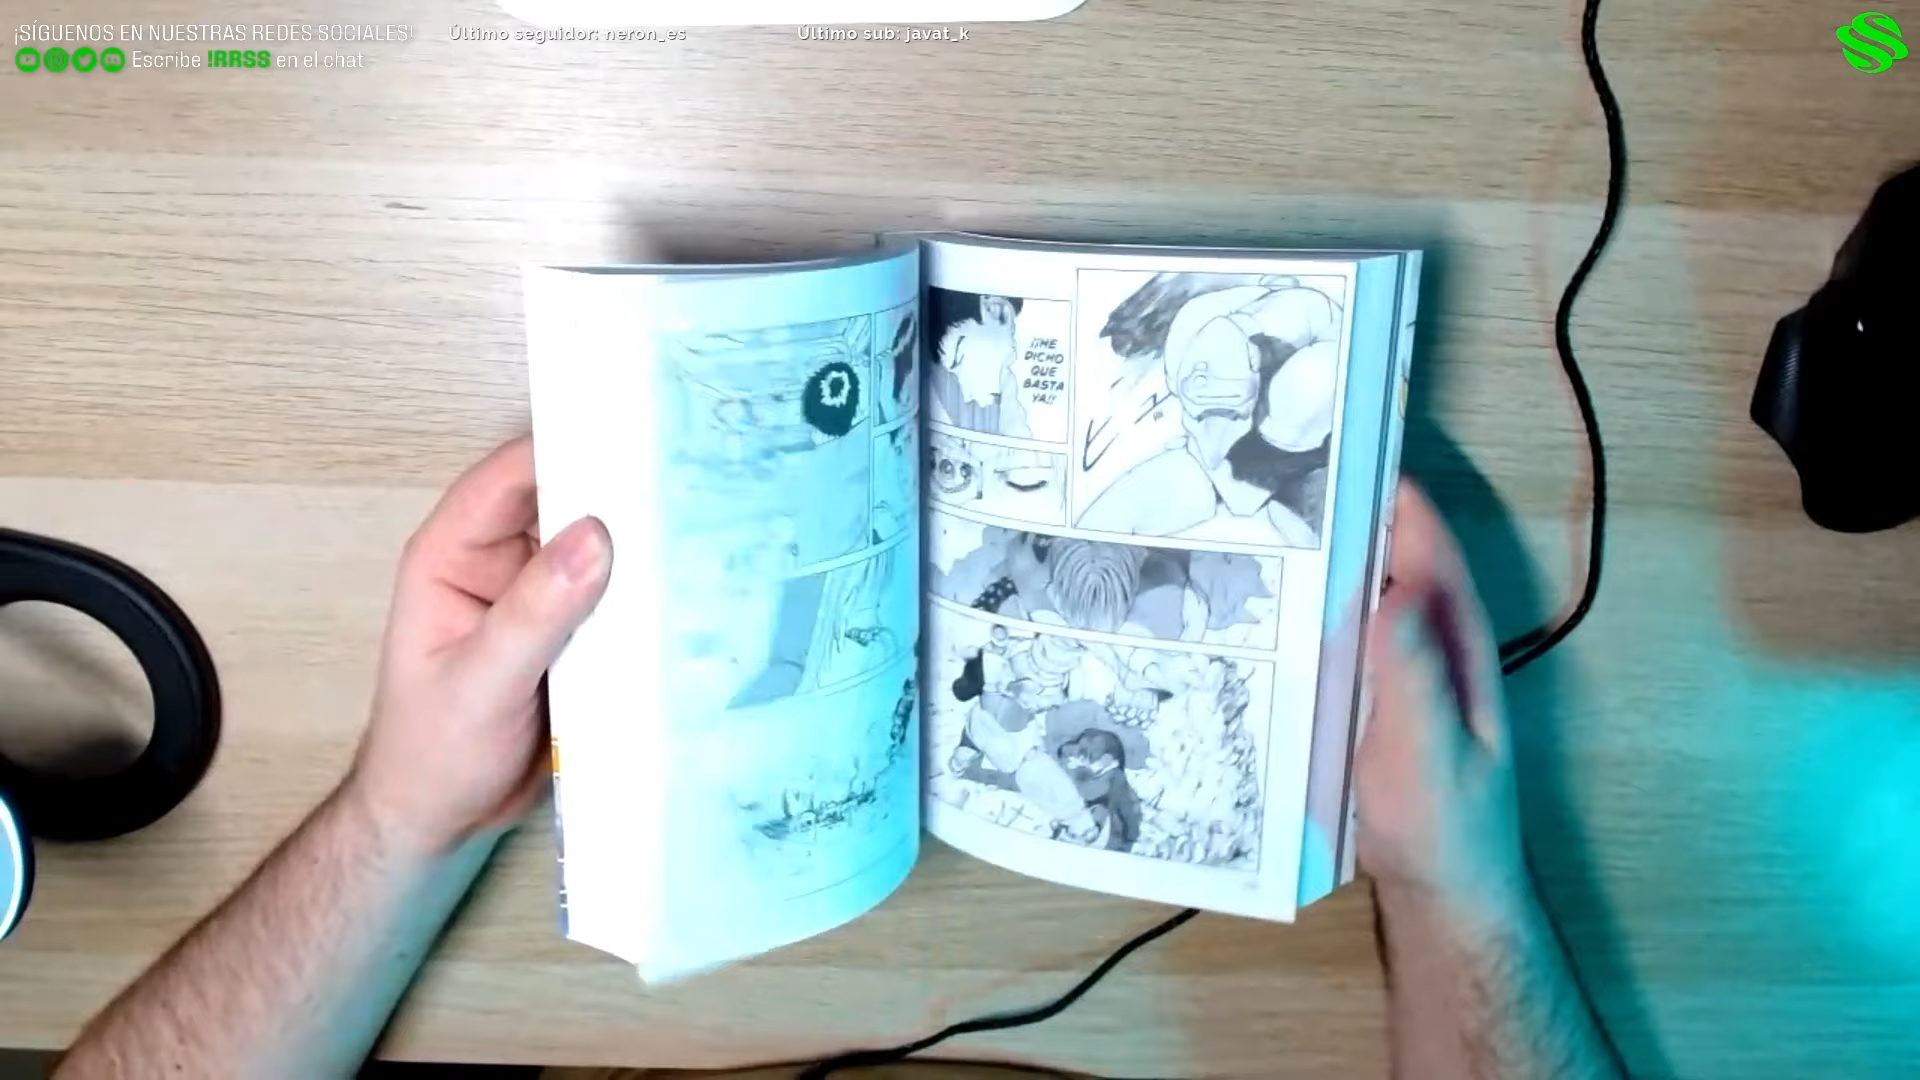 ¡SÍGUENOS EN NUESTRAS REDES SOCIALES!
Último seguidor: neron_es
Último sub: javat_k
Escribe !RRSS en el chat
¡¡HE
DICHO
QUE
BASTA
YA!!